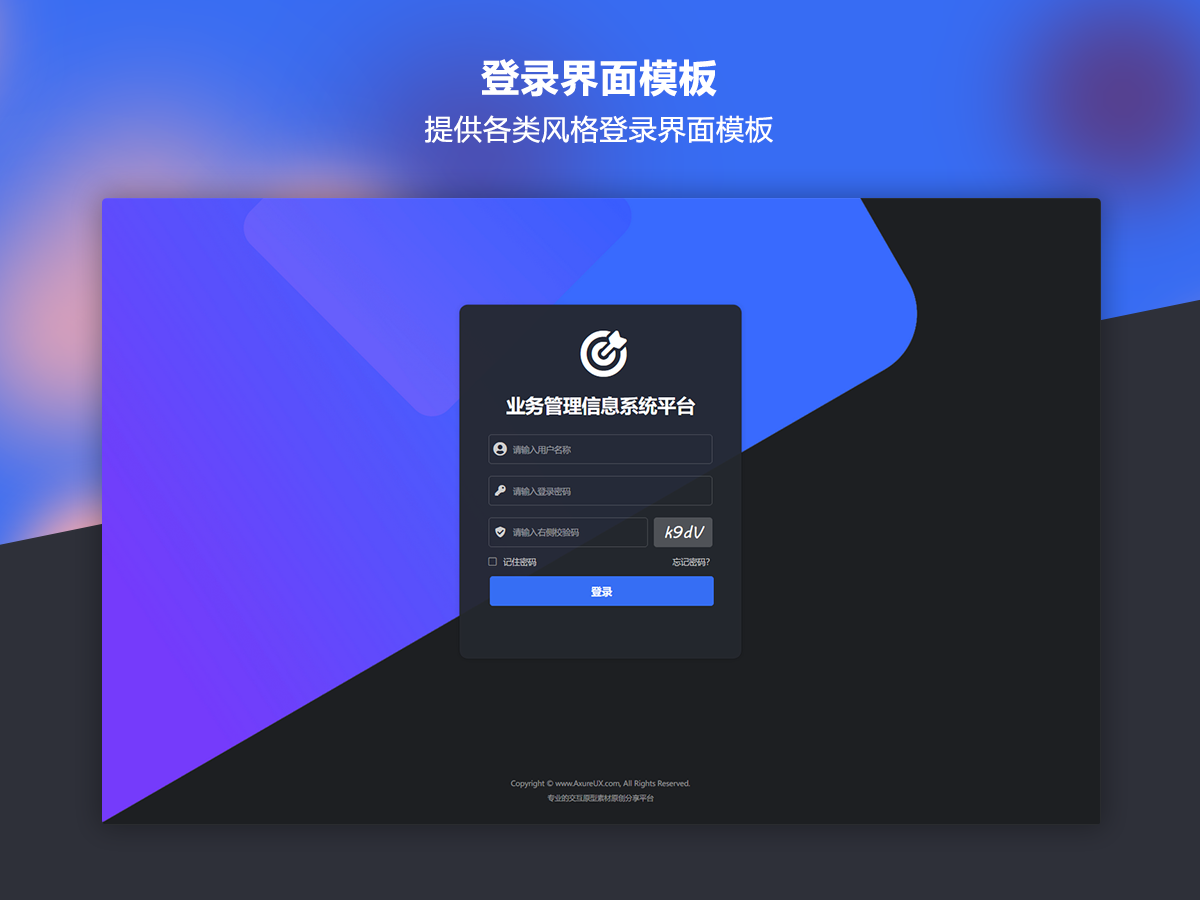 登录界面模板
提供各类风格登录界面模板
业务管理信息系统平台
请输入用户名称
请输入登录密码
请输入右侧校验码
k9dV
记住密码
忘记密码?
登录
Copyright © www.AxureUX.com, All Rights Reserved.
专业的交互原型素材原创分享平台